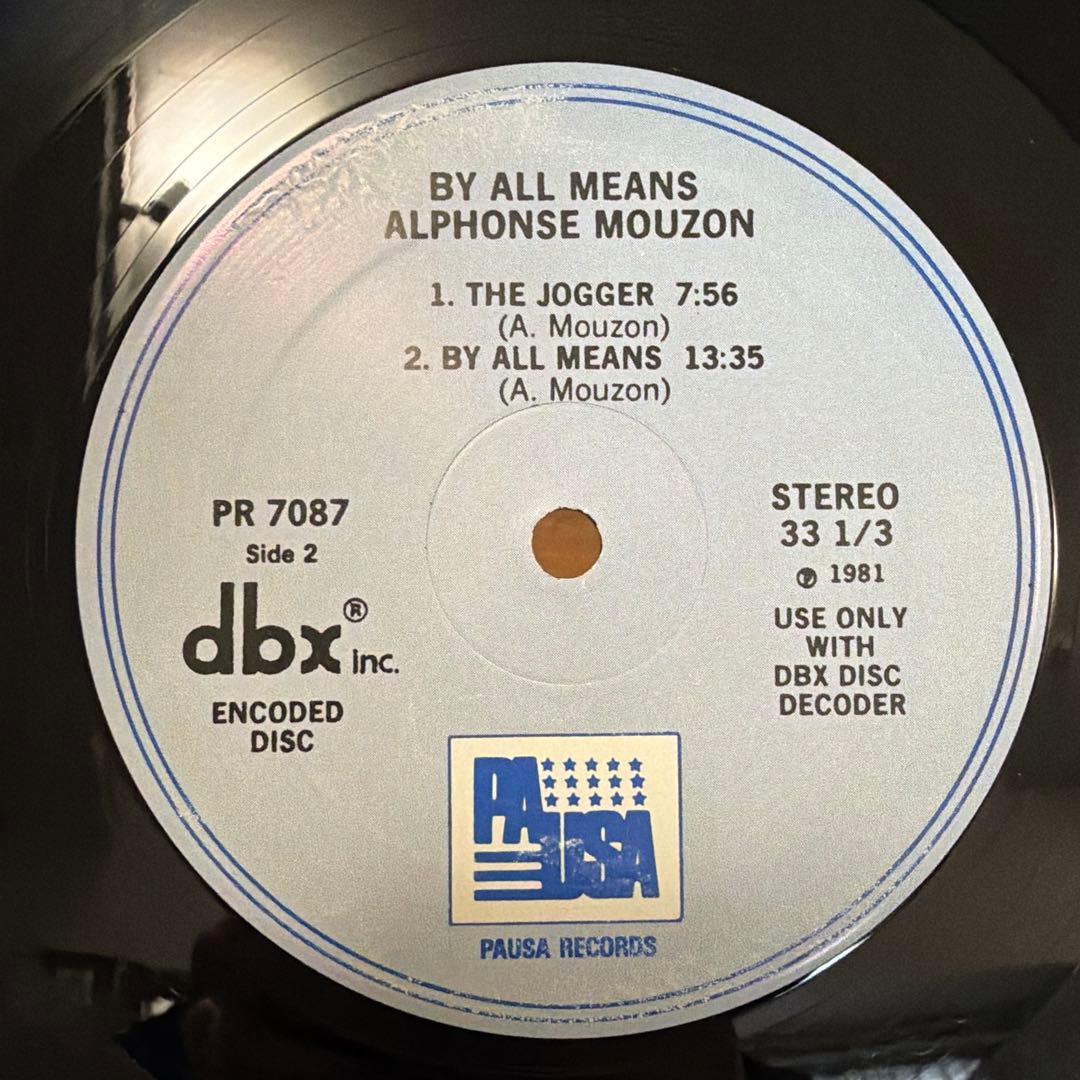 BY ALL MEANS
ALPHONSE MOUZON
1. THE JOGGER 7:56
(A. Mouzon)
2. BY ALL MEANS 13:35
(A. Mouzon)
PR 7087
Side 2
dbx® inc.
ENCODED
DISC
STEREO
33 1/3
℗ 1981
USE ONLY
WITH
DBX DISC
DECODER
PAUSA
PAUSA RECORDS